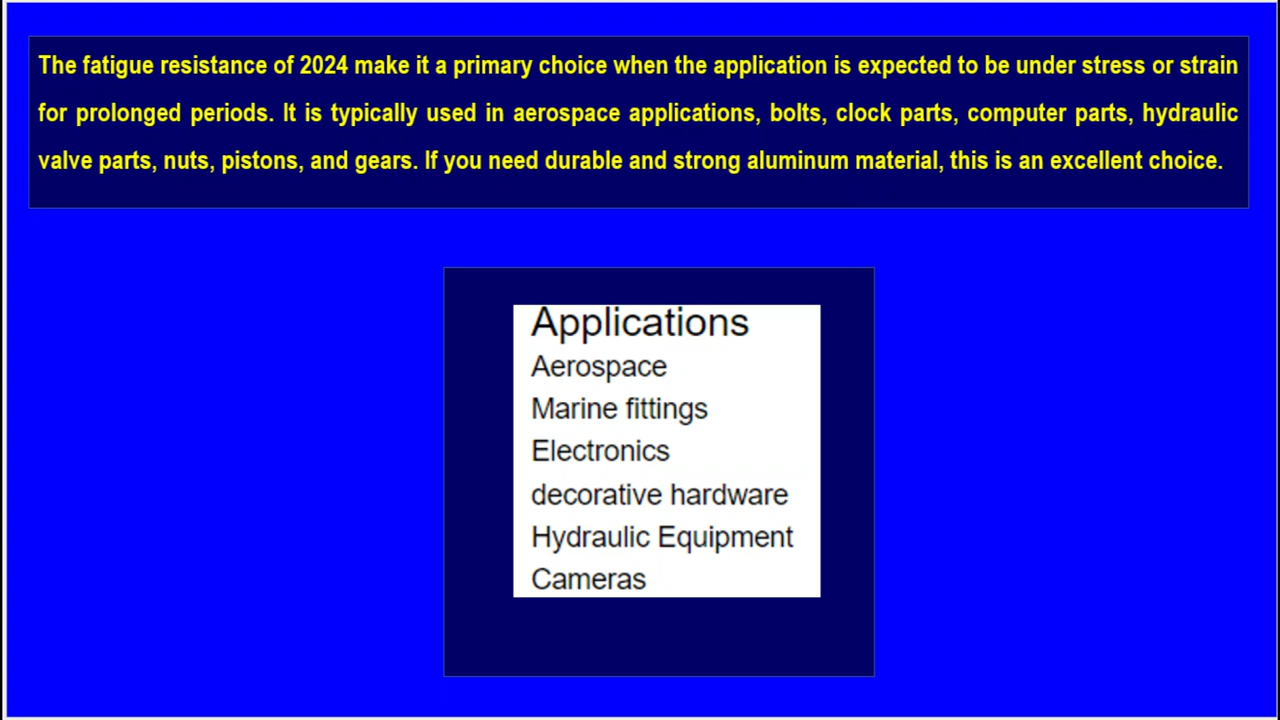 The fatigue resistance of 2024 make it a primary choice when the application is expected to be under stress or strain
for prolonged periods. It is typically used in aerospace applications, bolts, clock parts, computer parts, hydraulic
valve parts, nuts, pistons, and gears. If you need durable and strong aluminum material, this is an excellent choice.
Applications
Aerospace
Marine fittings
Electronics
decorative hardware
Hydraulic Equipment
Cameras